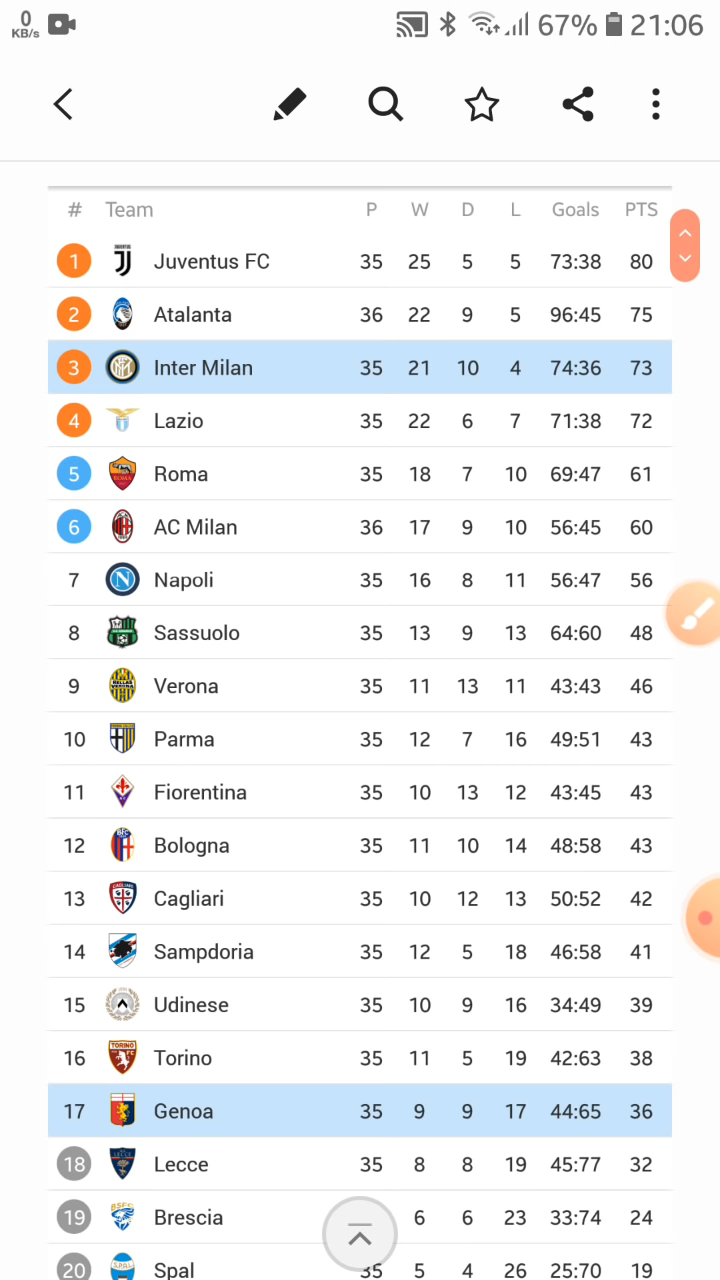 0
KB/s 67% 21:06
# Team P W D L Goals PTS
1 Juventus FC 35 25 5 5 73:38 80
2 Atalanta 36 22 9 5 96:45 75
3 Inter Milan 35 21 10 4 74:36 73
4 Lazio 35 22 6 7 71:38 72
5 Roma 35 18 7 10 69:47 61
6 AC Milan 36 17 9 10 56:45 60
7 Napoli 35 16 8 11 56:47 56
8 Sassuolo 35 13 9 13 64:60 48
9 Verona 35 11 13 11 43:43 46
10 Parma 35 12 7 16 49:51 43
11 Fiorentina 35 10 13 12 43:45 43
12 Bologna 35 11 10 14 48:58 43
13 Cagliari 35 10 12 13 50:52 42
14 Sampdoria 35 12 5 18 46:58 41
15 Udinese 35 10 9 16 34:49 39
16 Torino 35 11 5 19 42:63 38
17 Genoa 35 9 9 17 44:65 36
18 Lecce 35 8 8 19 45:77 32
19 Brescia 6 6 23 33:74 24
20 Spal 35 5 4 26 25:70 19